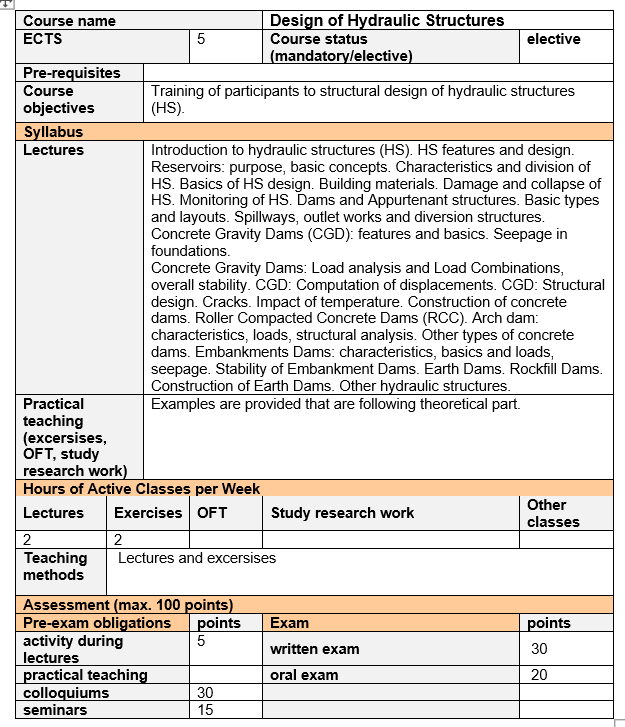 Course name Design of Hydraulic Structures
ECTS 5 Course status (mandatory/elective) elective
Pre-requisites
Course objectives Training of participants to structural design of hydraulic structures
(HS).
Syllabus
Lectures Introduction to hydraulic structures (HS). HS features and design.
Reservoirs: purpose, basic concepts. Characteristics and division of
HS. Basics of HS design. Building materials. Damage and collapse of
HS. Monitoring of HS. Dams and Appurtenant structures. Basic types
and layouts. Spillways, outlet works and diversion structures.
Concrete Gravity Dams (CGD): features and basics. Seepage in
foundations.
Concrete Gravity Dams: Load analysis and Load Combinations,
overall stability. CGD: Computation of displacements. CGD: Structural
design. Cracks. Impact of temperature. Construction of concrete
dams. Roller Compacted Concrete Dams (RCC). Arch dam:
characteristics, loads, structural analysis. Other types of concrete
dams. Embankments Dams: characteristics, basics and loads,
seepage. Stability of Embankment Dams. Earth Dams. Rockfill Dams.
Construction of Earth Dams. Other hydraulic structures.
Practical Examples are provided that are following theoretical part.
teaching
(excersises,
OFT, study
research work)
Hours of Active Classes per Week
Lectures Exercises OFT Study research work Other classes
2 2
Teaching methods Lectures and excersises
Assessment (max. 100 points)
Pre-exam obligations points Exam points
activity during lectures 5 written exam 30
practical teaching oral exam 20
colloquiums 30
seminars 15